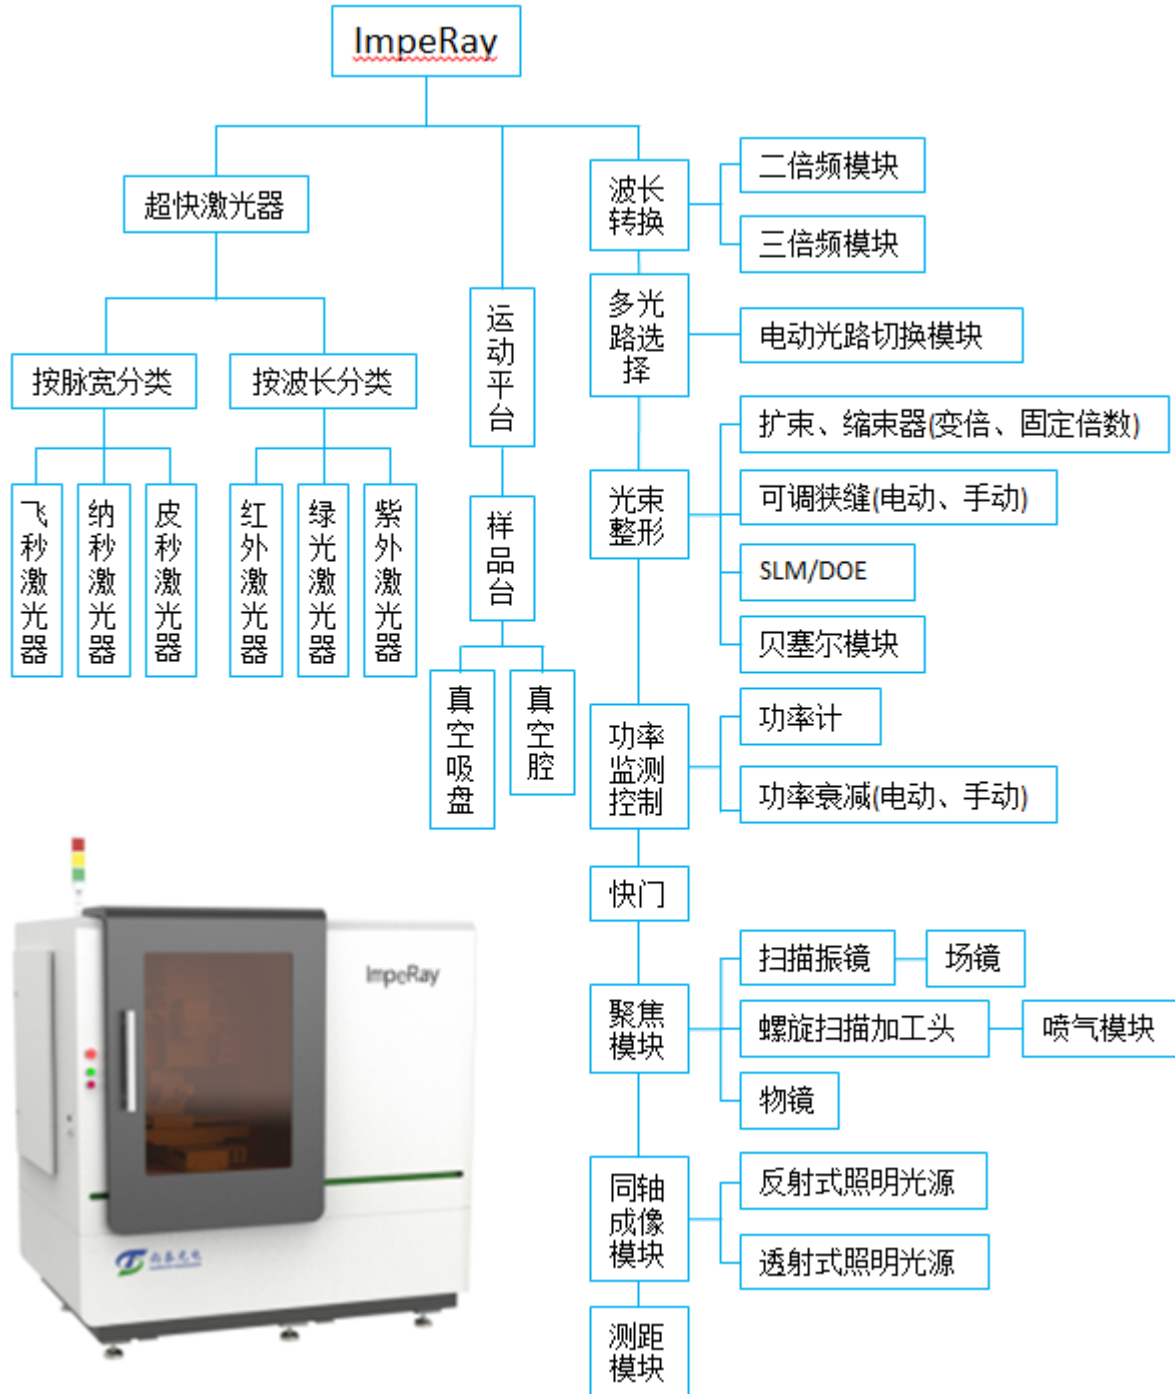 ImpeRay
超快激光器
按脉宽分类
按波长分类
飞秒激光器
纳秒激光器
皮秒激光器
红外激光器
绿光激光器
紫外激光器
运动平台
样品台
真空吸盘
真空腔
波长
转换
二倍频模块
三倍频模块
多光
路选
择
电动光路切换模块
光束
整形
扩束、缩束器(变倍、固定倍数)
可调狭缝(电动、手动)
SLM/DOE
贝塞尔模块
功率
监测
控制
功率计
功率衰减(电动、手动)
快门
聚焦
模块
扫描振镜
场镜
螺旋扫描加工头
喷气模块
物镜
同轴
成像
模块
反射式照明光源
透射式照明光源
测距
模块
ImpeRay